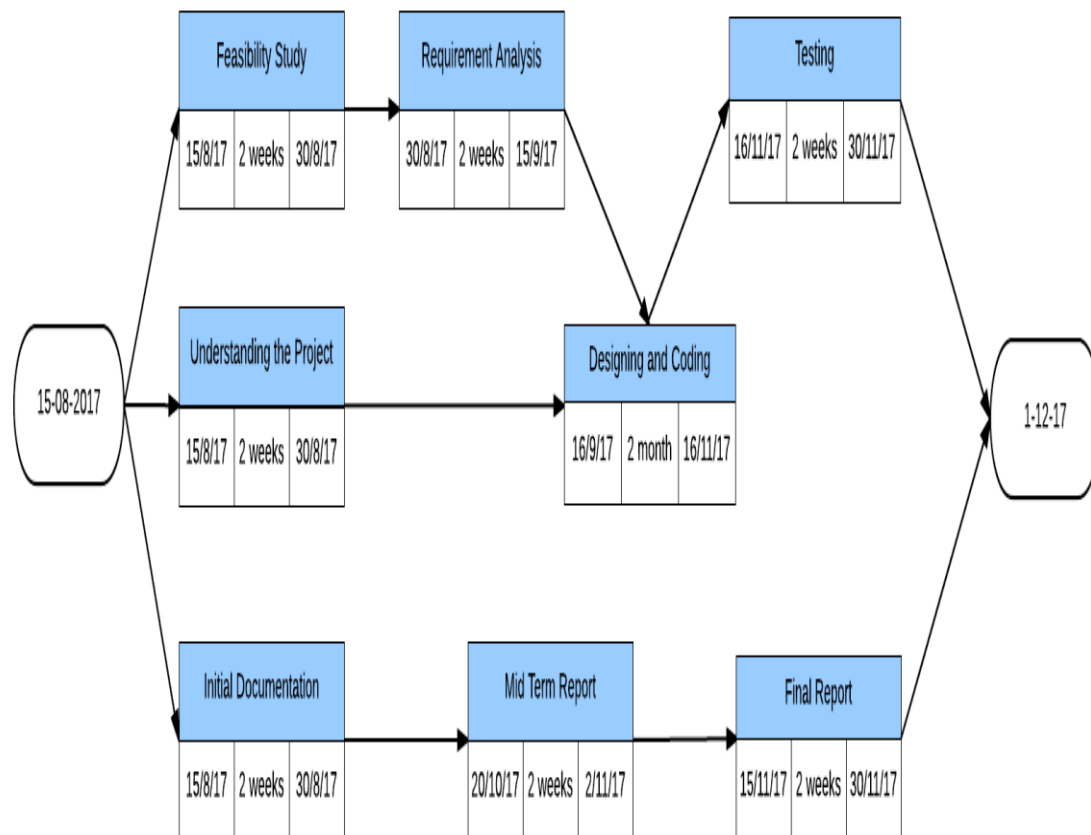 Feasibility Study
15/8/17 2 weeks 30/8/17
Requirement Analysis
30/8/17 2 weeks 15/9/17
Testing
16/11/17 2 weeks 30/11/17
15-08-2017
Understanding the Project
15/8/17 2 weeks 30/8/17
Designing and Coding
16/9/17 2 month 16/11/17
1-12-17
Initial Documentation
15/8/17 2 weeks 30/8/17
Mid Term Report
20/10/17 2 weeks 2/11/17
Final Report
15/11/17 2 weeks 30/11/17